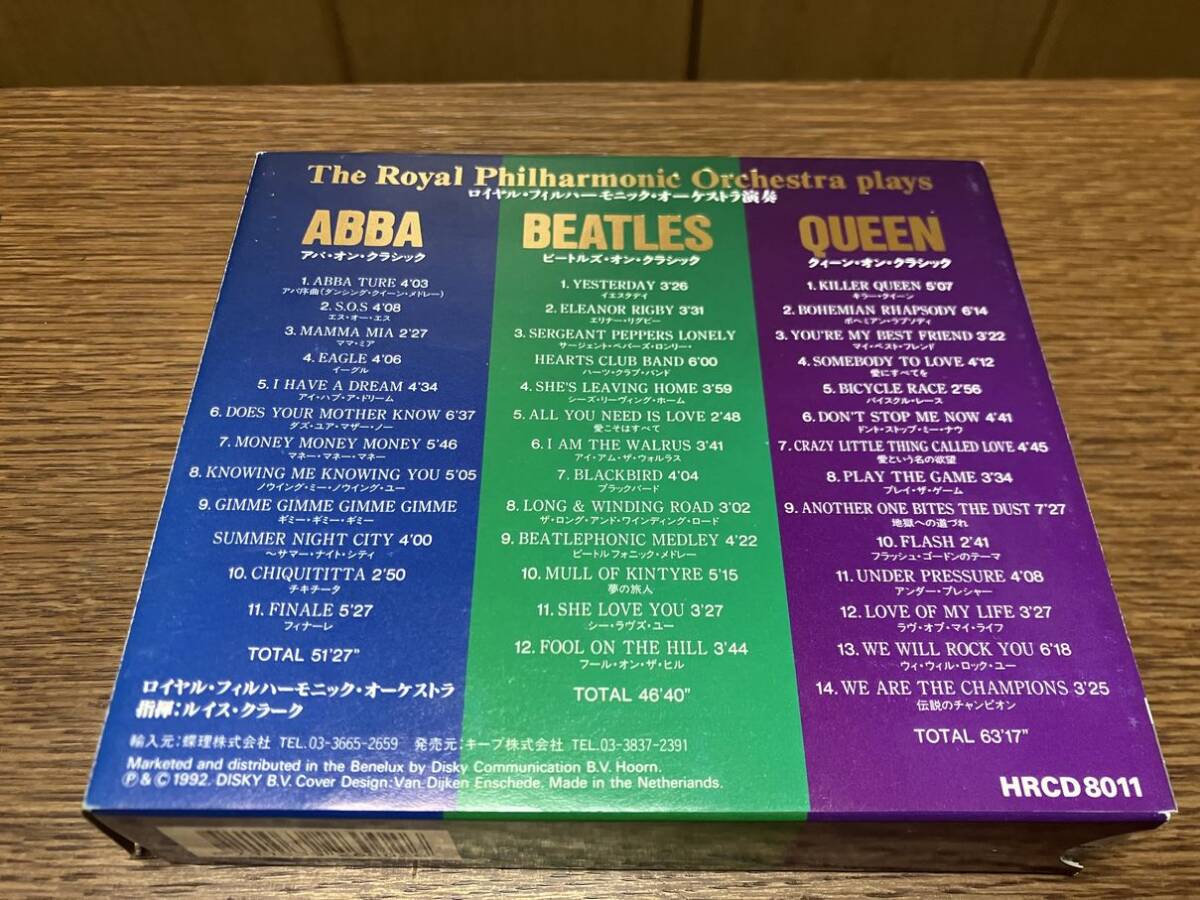 The Royal Philharmonic Orchestra plays
ロイヤル・フィルハーモニック・オーケストラ演奏
ABBA
アバ・オン・クラシック
1. ABBA TURE 4'03
アバ序曲(ダンシング・クイーン・メドレー)
2. S.O.S 4'08
エス・オー・エス
3. MAMMA MIA 2'27
ママ・ミア
4. EAGLE 4'06
イーグル
5. I HAVE A DREAM 4'34
アイ・ハブ・ア・ドリーム
6. DOES YOUR MOTHER KNOW 6'37
ダズ・ユア・マザー・ノー
7. MONEY MONEY MONEY 5'46
マネー・マネー・マネー
8. KNOWING ME KNOWING YOU 5'05
ノウイング・ミー・ノウイング・ユー
9. GIMME GIMME GIMME GIMME
ギミー・ギミー・ギミー
SUMMER NIGHT CITY 4'00
〜サマー・ナイト・シティ
10. CHIQUITITTA 2'50
チキチータ
11. FINALE 5'27
フィナーレ
TOTAL 51'27"
ロイヤル・フィルハーモニック・オーケストラ
指揮:ルイス・クラーク
BEATLES
ビートルズ・オン・クラシック
1. YESTERDAY 3'26
イエスタデイ
2. ELEANOR RIGBY 3'31
エリナー・リグビー
3. SERGEANT PEPPERS LONELY
サージェント・ペパーズ・ロンリー・
HEARTS CLUB BAND 6'00
ハーツ・クラブ・バンド
4. SHE'S LEAVING HOME 3'59
シーズ・リーヴィング・ホーム
5. ALL YOU NEED IS LOVE 2'48
愛こそはすべて
6. I AM THE WALRUS 3'41
アイ・アム・ザ・ウォルラス
7. BLACKBIRD 4'04
ブラックバード
8. LONG & WINDING ROAD 3'02
ザ・ロング・アンド・ワインディング・ロード
9. BEATLEPHONIC MEDLEY 4'22
ビートルフォニック・メドレー
10. MULL OF KINTYRE 5'15
夢の旅人
11. SHE LOVE YOU 3'27
シー・ラヴズ・ユー
12. FOOL ON THE HILL 3'44
フール・オン・ザ・ヒル
TOTAL 46'40"
QUEEN
クィーン・オン・クラシック
1. KILLER QUEEN 5'07
キラー・クイーン
2. BOHEMIAN RHAPSODY 6'14
ボヘミアン・ラプソディ
3. YOU'RE MY BEST FRIEND 3'22
マイ・ベスト・フレンド
4. SOMEBODY TO LOVE 4'12
愛にすべてを
5. BICYCLE RACE 2'56
バイスクル・レース
6. DON'T STOP ME NOW 4'41
ドント・ストップ・ミー・ナウ
7. CRAZY LITTLE THING CALLED LOVE 4'45
愛という名の欲望
8. PLAY THE GAME 3'34
プレイ・ザ・ゲーム
9. ANOTHER ONE BITES THE DUST 7'27
地獄への道づれ
10. FLASH 2'41
フラッシュ・ゴードンのテーマ
11. UNDER PRESSURE 4'08
アンダー・プレシャー
12. LOVE OF MY LIFE 3'27
ラヴ・オブ・マイ・ライフ
13. WE WILL ROCK YOU 6'18
ウィ・ウィル・ロック・ユー
14. WE ARE THE CHAMPIONS 3'25
伝説のチャンピオン
TOTAL 63'17"
輸入元:蝶理株式会社 TEL.03-3665-2659 発売元:キープ株式会社 TEL.03-3837-2391
Marketed and distributed in the Benelux by Disky Communication B.V. Hoorn.
℗ & © 1992. DISKY B.V. Cover Design: Van Dijken Enschede. Made in the Netherlands.
HRCD 8011